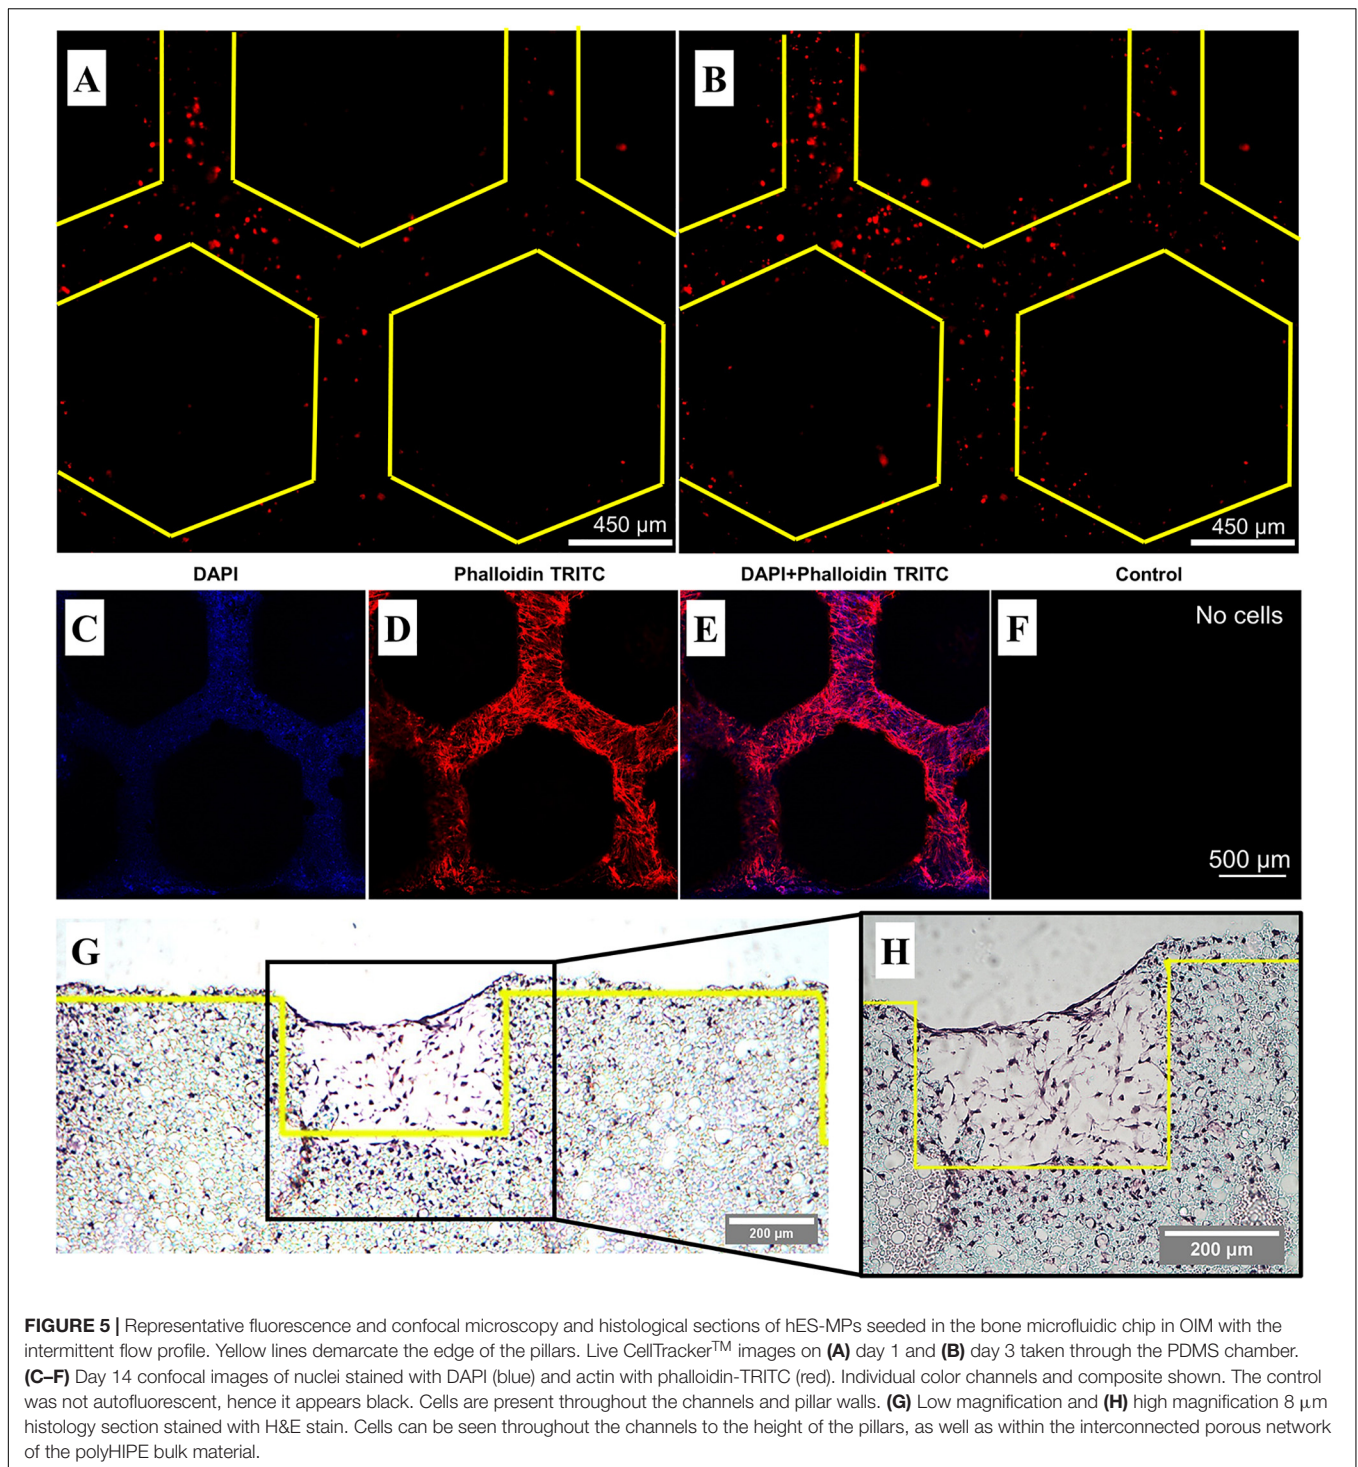 A
B
450 µm
450 µm
DAPI
Phalloidin TRITC
DAPI+Phalloidin TRITC
Control
C
D
E
F
No cells
500 µm
G
H
200 µm
200 µm
FIGURE 5 | Representative fluorescence and confocal microscopy and histological sections of hES-MPs seeded in the bone microfluidic chip in OIM with the
intermittent flow profile. Yellow lines demarcate the edge of the pillars. Live CellTracker™ images on (A) day 1 and (B) day 3 taken through the PDMS chamber.
(C–F) Day 14 confocal images of nuclei stained with DAPI (blue) and actin with phalloidin-TRITC (red). Individual color channels and composite shown. The control
was not autofluorescent, hence it appears black. Cells are present throughout the channels and pillar walls. (G) Low magnification and (H) high magnification 8 µm
histology section stained with H&E stain. Cells can be seen throughout the channels to the height of the pillars, as well as within the interconnected porous network
of the polyHIPE bulk material.